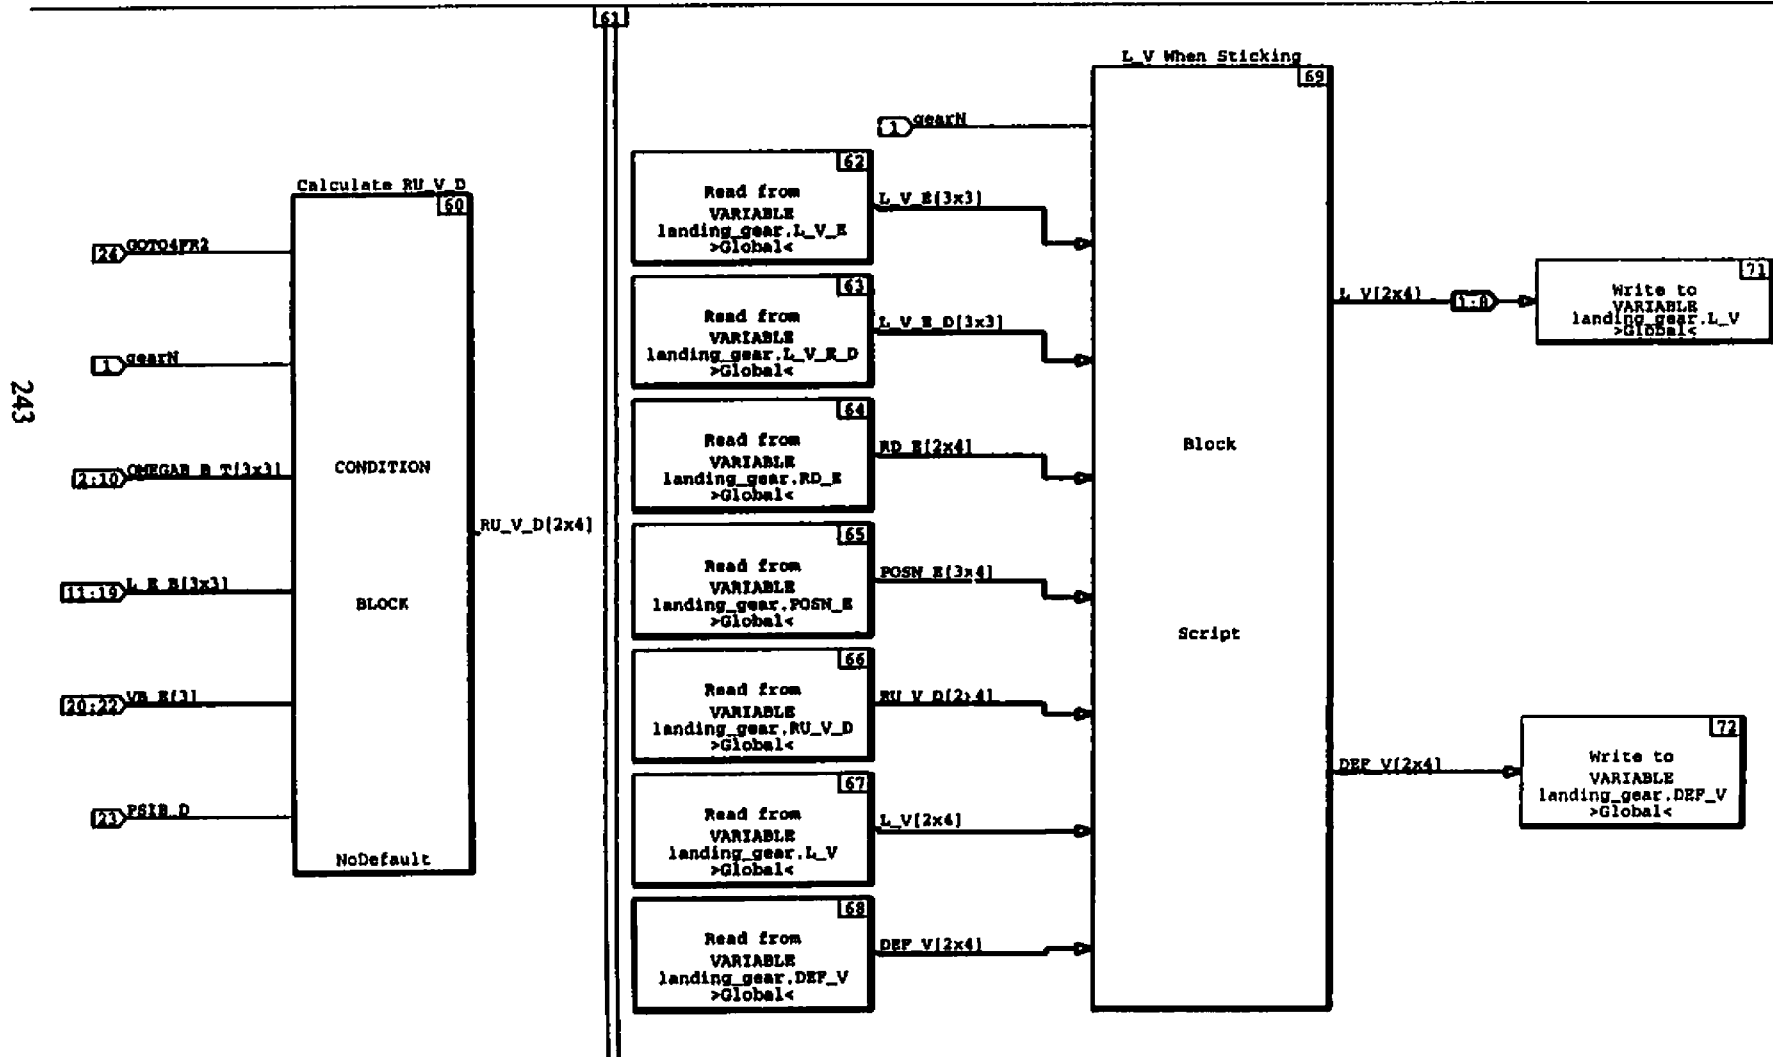 61
L_V When Sticking
69
1 gearN
62
Read from
VARIABLE
landing_gear.L_V_E
>Global<
L_V_E[3x3]
Calculate RU_V_D
60
24 GOTO4FR2
1 gearN
2:10 OMEGAB_B_T[3x3]
11:19 L_E_B[3x3]
20:22 VB_E[3]
23 PSIB_D
CONDITION
BLOCK
NoDefault
RU_V_D[2x4]
63
Read from
VARIABLE
landing_gear.L_V_E_D
>Global<
L_V_E_D[3x3]
64
Read from
VARIABLE
landing_gear.RD_E
>Global<
RD_E[2x4]
65
Read from
VARIABLE
landing_gear.POSN_E
>Global<
POSN_E[3x4]
66
Read from
VARIABLE
landing_gear.RU_V_D
>Global<
RU_V_D[2x4]
67
Read from
VARIABLE
landing_gear.L_V
>Global<
L_V[2x4]
68
Read from
VARIABLE
landing_gear.DEF_V
>Global<
DEF_V[2x4]
Block
Script
L_V[2x4]
1:8
71
Write to
VARIABLE
landing_gear.L_V
>Global<
DEF_V[2x4]
72
Write to
VARIABLE
landing_gear.DEF_V
>Global<
243